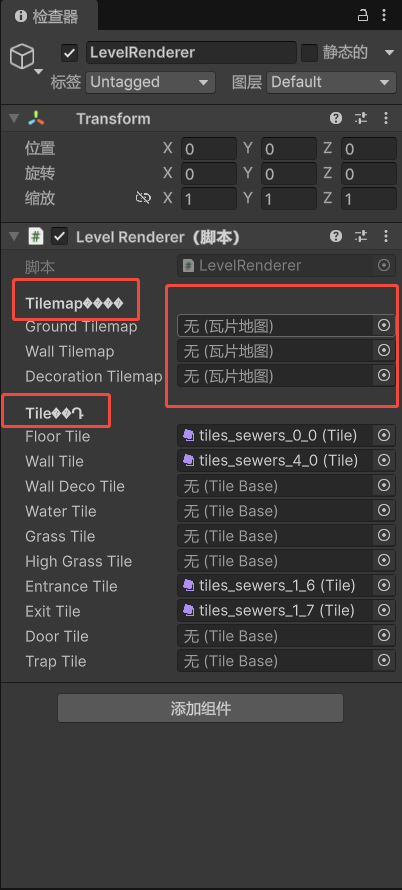 检查器
LevelRenderer 静态的
标签 Untagged 图层 Default
Transform
位置 X 0 Y 0 Z 0
旋转 X 0 Y 0 Z 0
缩放 X 1 Y 1 Z 1
Level Renderer（脚本）
脚本 LevelRenderer
Tilemap����
Ground Tilemap 无 (瓦片地图)
Wall Tilemap 无 (瓦片地图)
Decoration Tilemap 无 (瓦片地图)
Tile��Դ
Floor Tile tiles_sewers_0_0 (Tile)
Wall Tile tiles_sewers_4_0 (Tile)
Wall Deco Tile 无 (Tile Base)
Water Tile 无 (Tile Base)
Grass Tile 无 (Tile Base)
High Grass Tile 无 (Tile Base)
Entrance Tile tiles_sewers_1_6 (Tile)
Exit Tile tiles_sewers_1_7 (Tile)
Door Tile 无 (Tile Base)
Trap Tile 无 (Tile Base)
添加组件